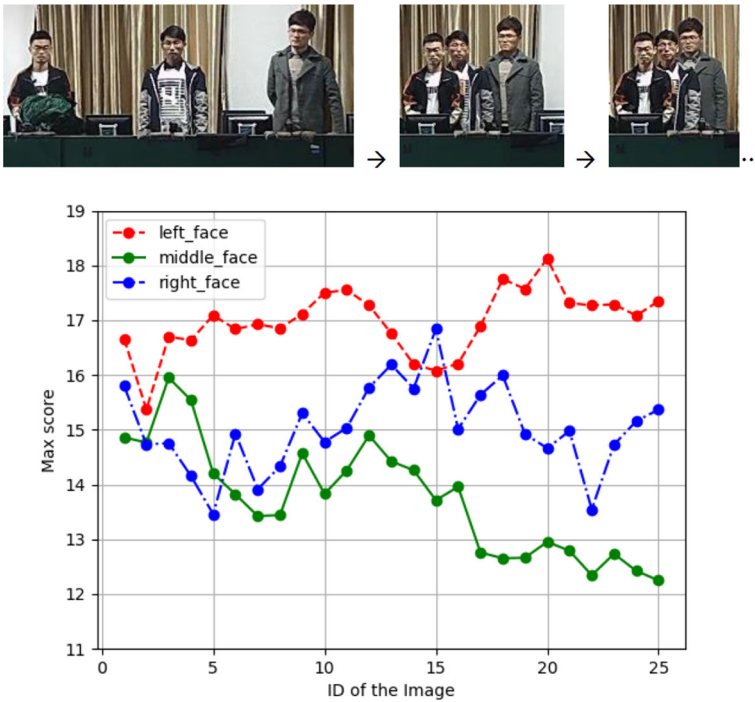 → → ..
19
18
17
16
15
14
13
12
11
Max score
left_face
middle_face
right_face
0 5 10 15 20 25
ID of the Image